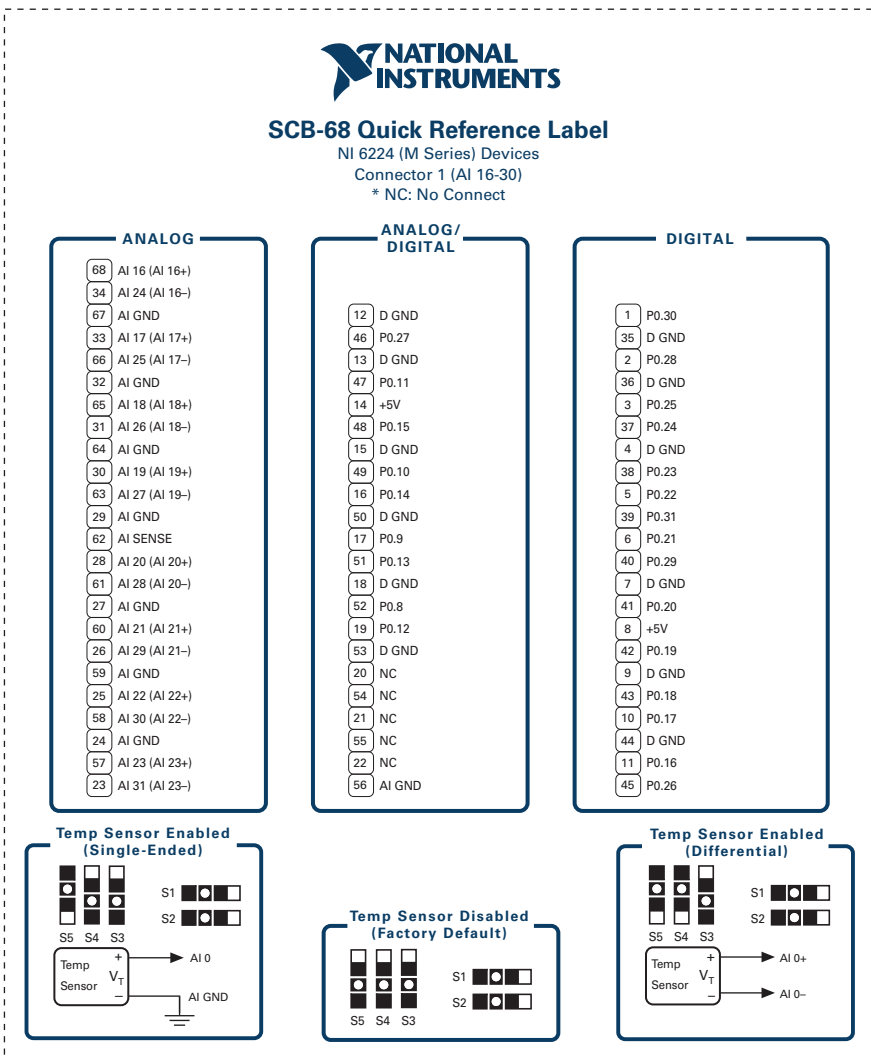 NATIONAL
INSTRUMENTS
SCB-68 Quick Reference Label
NI 6224 (M Series) Devices
Connector 1 (AI 16-30)
* NC: No Connect
ANALOG
68 AI 16 (AI 16+)
34 AI 24 (AI 16–)
67 AI GND
33 AI 17 (AI 17+)
66 AI 25 (AI 17–)
32 AI GND
65 AI 18 (AI 18+)
31 AI 26 (AI 18–)
64 AI GND
30 AI 19 (AI 19+)
63 AI 27 (AI 19–)
29 AI GND
62 AI SENSE
28 AI 20 (AI 20+)
61 AI 28 (AI 20–)
27 AI GND
60 AI 21 (AI 21+)
26 AI 29 (AI 21–)
59 AI GND
25 AI 22 (AI 22+)
58 AI 30 (AI 22–)
24 AI GND
57 AI 23 (AI 23+)
23 AI 31 (AI 23–)
ANALOG/
DIGITAL
12 D GND
46 P0.27
13 D GND
47 P0.11
14 +5V
48 P0.15
15 D GND
49 P0.10
16 P0.14
50 D GND
17 P0.9
51 P0.13
18 D GND
52 P0.8
19 P0.12
53 D GND
20 NC
54 NC
21 NC
55 NC
22 NC
56 AI GND
DIGITAL
1 P0.30
35 D GND
2 P0.28
36 D GND
3 P0.25
37 P0.24
4 D GND
38 P0.23
5 P0.22
39 P0.31
6 P0.21
40 P0.29
7 D GND
41 P0.20
8 +5V
42 P0.19
9 D GND
43 P0.18
10 P0.17
44 D GND
11 P0.16
45 P0.26
Temp Sensor Enabled
(Single-Ended)
S1
S2
S5 S4 S3
Temp
Sensor
+
VT
–
AI 0
AI GND
Temp Sensor Disabled
(Factory Default)
S1
S2
S5 S4 S3
Temp Sensor Enabled
(Differential)
S1
S2
S5 S4 S3
Temp
Sensor
+
VT
–
AI 0+
AI 0–